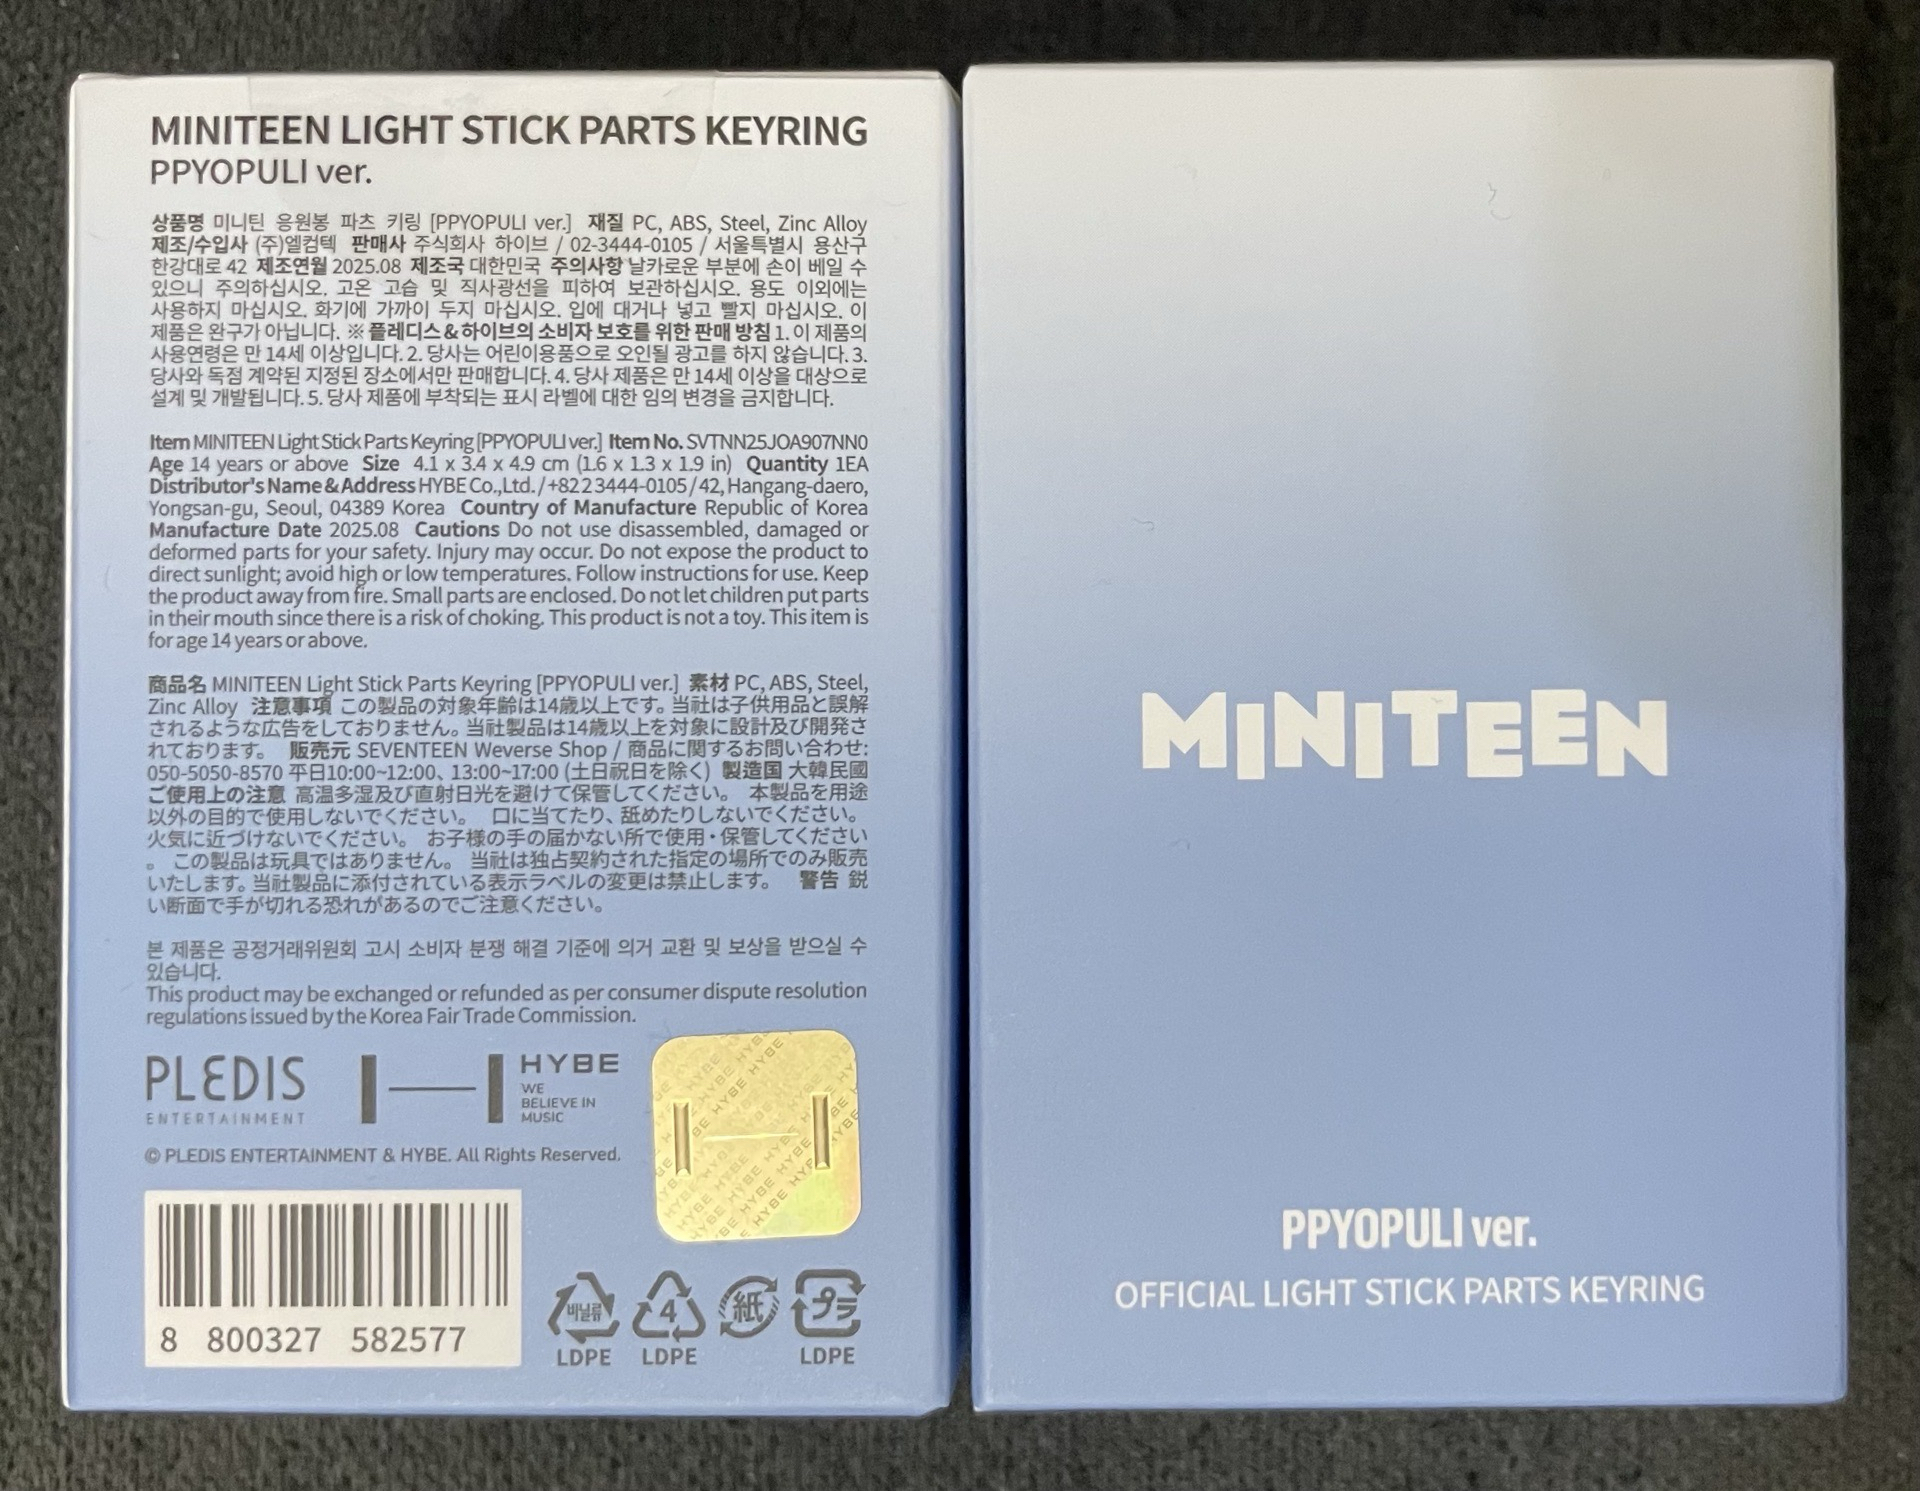 MINITEEN LIGHT STICK PARTS KEYRING
PPYOPULI ver.
상품명 미니틴 응원봉 파츠 키링 [PPYOPULI ver.] 재질 PC, ABS, Steel, Zinc Alloy
제조/수입사 (주)엘컴텍 판매사 주식회사 하이브 / 02-3444-0105 / 서울특별시 용산구
한강대로 42 제조연월 2025.08 제조국 대한민국 주의사항 날카로운 부분에 손이 베일 수
있으니 주의하십시오. 고온 고습 및 직사광선을 피하여 보관하십시오. 용도 이외에는
사용하지 마십시오. 화기에 가까이 두지 마십시오. 입에 대거나 넣고 빨지 마십시오. 이
제품은 완구가 아닙니다. ※ 플레디스 & 하이브의 소비자 보호를 위한 판매 방침 1. 이 제품의
사용연령은 만 14세 이상입니다. 2. 당사는 어린이용품으로 오인될 광고를 하지 않습니다. 3.
당사와 독점 계약된 지정된 장소에서만 판매합니다. 4. 당사 제품은 만 14세 이상을 대상으로
설계 및 개발됩니다. 5. 당사 제품에 부착되는 표시 라벨에 대한 임의 변경을 금지합니다.
Item MINITEEN Light Stick Parts Keyring [PPYOPULI ver.] Item No. SVTNN25JOA907NN0
Age 14 years or above Size 4.1 x 3.4 x 4.9 cm (1.6 x 1.3 x 1.9 in) Quantity 1EA
Distributor's Name & Address HYBE Co.,Ltd. / +82 2 3444-0105 / 42, Hangang-daero,
Yongsan-gu, Seoul, 04389 Korea Country of Manufacture Republic of Korea
Manufacture Date 2025.08 Cautions Do not use disassembled, damaged or
deformed parts for your safety. Injury may occur. Do not expose the product to
direct sunlight; avoid high or low temperatures. Follow instructions for use. Keep
the product away from fire. Small parts are enclosed. Do not let children put parts
in their mouth since there is a risk of choking. This product is not a toy. This item is
for age 14 years or above.
商品名 MINITEEN Light Stick Parts Keyring [PPYOPULI ver.] 素材 PC, ABS, Steel,
Zinc Alloy 注意事項 この製品の対象年齢は14歳以上です。当社は子供用品と誤解
されるような広告をしておりません。当社製品は14歳以上を対象に設計及び開発さ
れております。 販売元 SEVENTEEN Weverse Shop / 商品に関するお問い合わせ:
050-5050-8570 平日10:00~12:00、13:00~17:00 (土日祝日を除く) 製造国 大韓民國
ご使用上の注意 高温多湿及び直射日光を避けて保管してください。 本製品を用途
以外の目的で使用しないでください。 口に当てたり、舐めたりしないでください。
火気に近づけないでください。 お子様の手の届かない所で使用・保管してください
。 この製品は玩具ではありません。 当社は独占契約された指定の場所でのみ販売
いたします。当社製品に添付されている表示ラベルの変更は禁止します。 警告 鋭
い断面で手が切れる恐れがあるのでご注意ください。
본 제품은 공정거래위원회 고시 소비자 분쟁 해결 기준에 의거 교환 및 보상을 받으실 수
있습니다.
This product may be exchanged or refunded as per consumer dispute resolution
regulations issued by the Korea Fair Trade Commission.
PLEDIS
ENTERTAINMENT
HYBE
WE
BELIEVE IN
MUSIC
© PLEDIS ENTERTAINMENT & HYBE. All Rights Reserved.
8 800327 582577
비닐류
LDPE
4
LDPE
紙
プラ
LDPE
MINITEEN
PPYOPULI ver.
OFFICIAL LIGHT STICK PARTS KEYRING